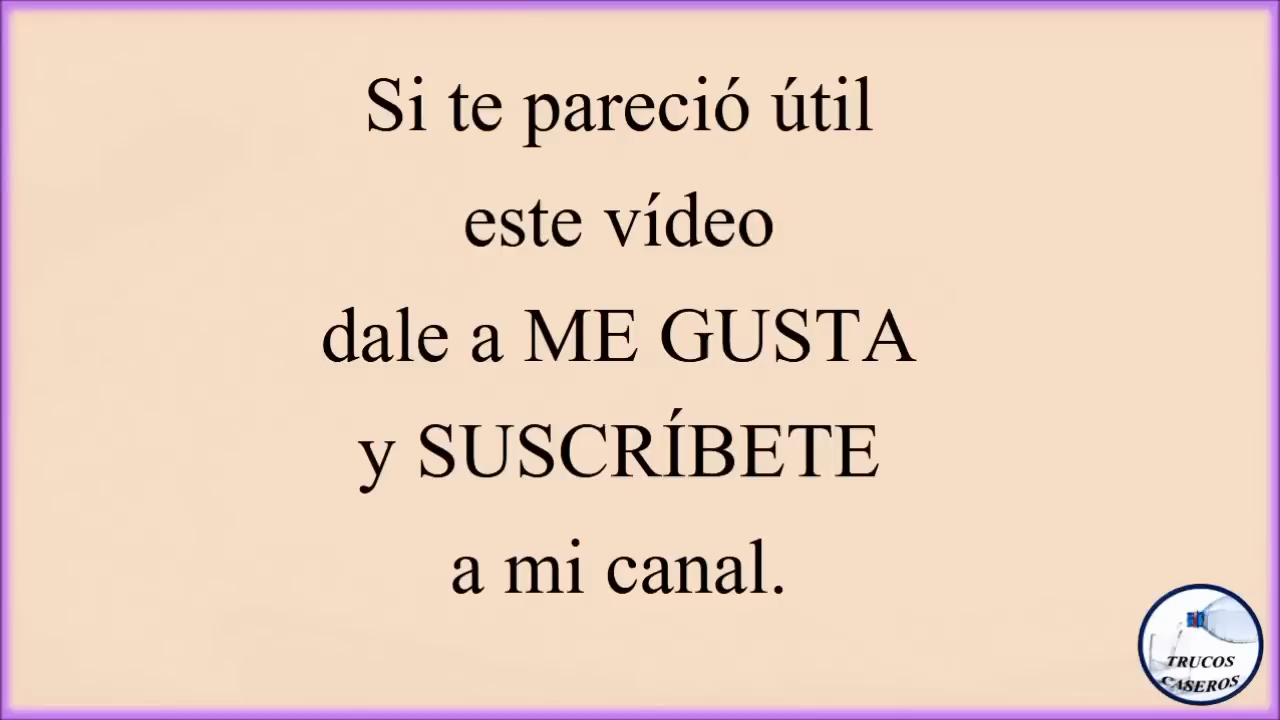 Si te pareció útil
este vídeo
dale a ME GUSTA
y SUSCRÍBETE
a mi canal.
TRUCOS
CASEROS